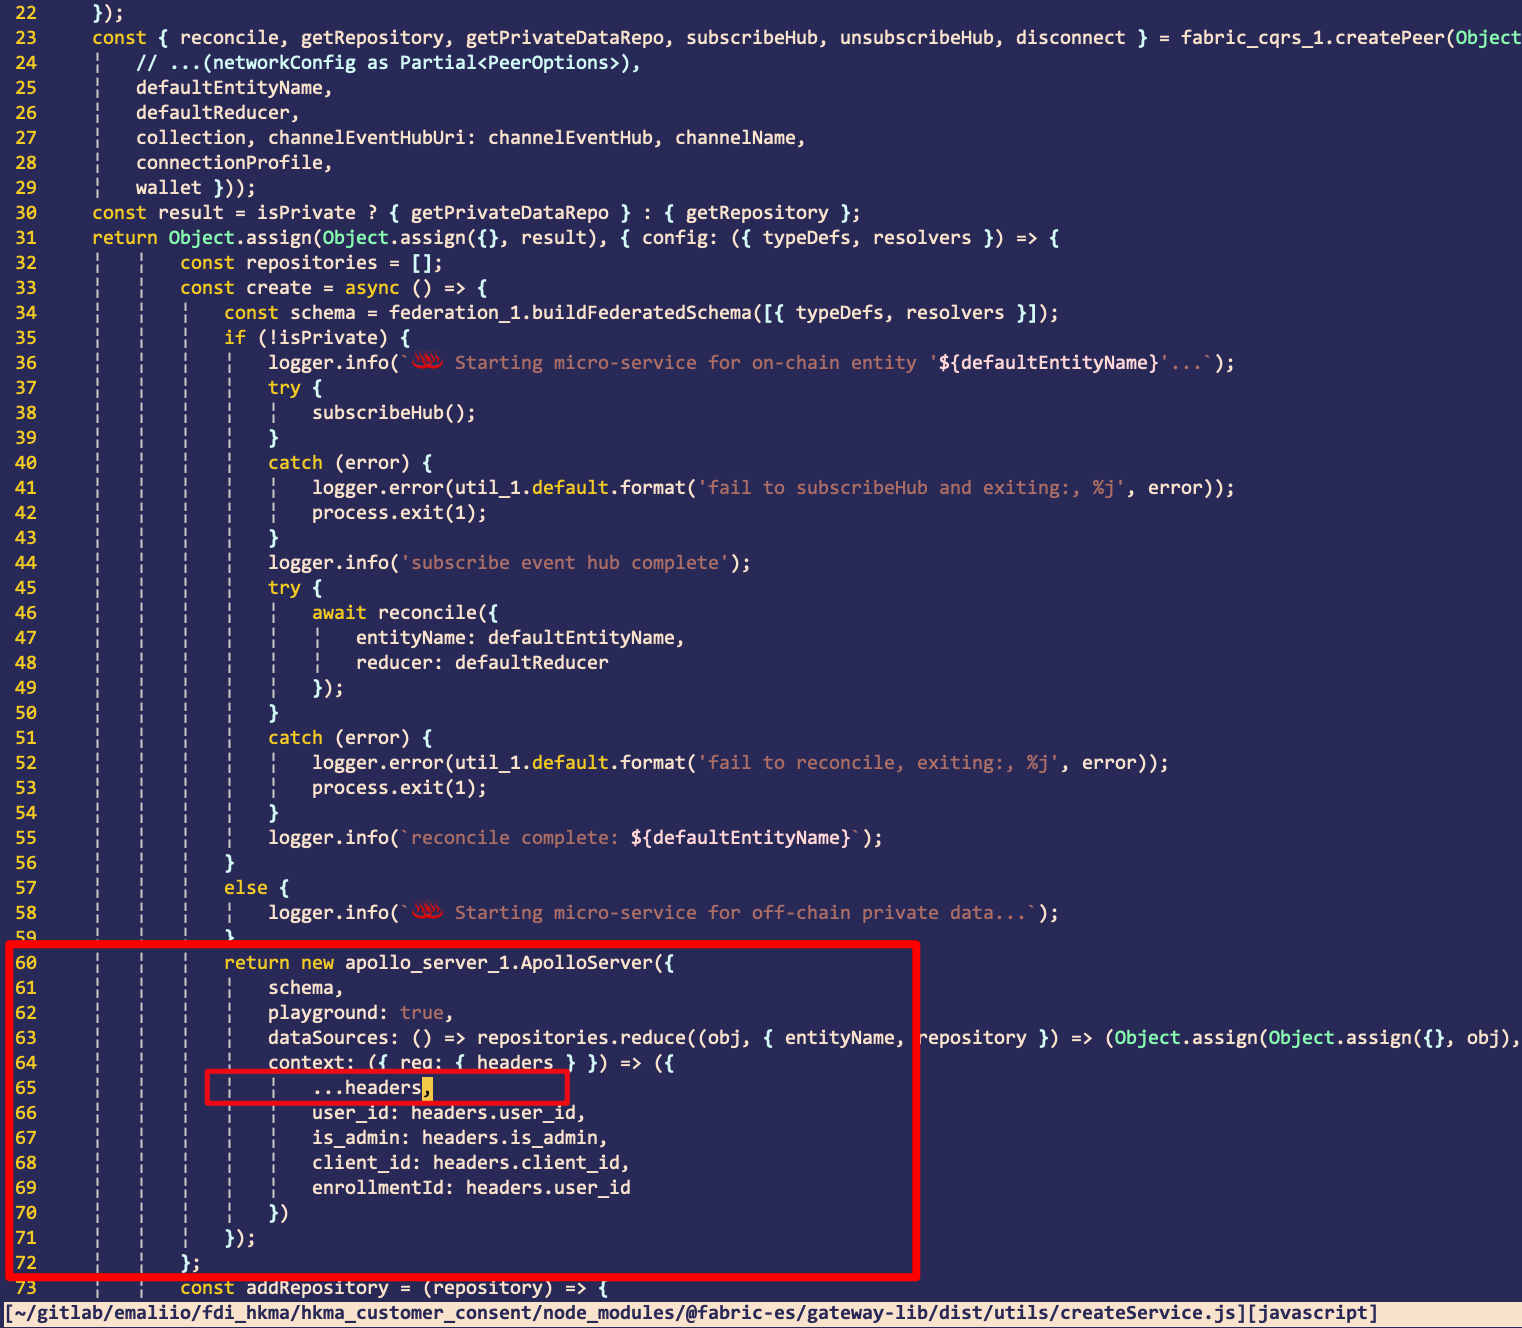 22 });
23 const { reconcile, getRepository, getPrivateDataRepo, subscribeHub, unsubscribeHub, disconnect } = fabric_cqrs_1.createPeer(Object
24 // ...(networkConfig as Partial<PeerOptions>),
25 defaultEntityName,
26 defaultReducer,
27 collection, channelEventHubUri: channelEventHub, channelName,
28 connectionProfile,
29 wallet }));
30 const result = isPrivate ? { getPrivateDataRepo } : { getRepository };
31 return Object.assign(Object.assign({}, result), { config: ({ typeDefs, resolvers }) => {
32 const repositories = [];
33 const create = async () => {
34 const schema = federation_1.buildFederatedSchema([{ typeDefs, resolvers }]);
35 if (!isPrivate) {
36 logger.info(`♨️ Starting micro-service for on-chain entity '${defaultEntityName}'...`);
37 try {
38 subscribeHub();
39 }
40 catch (error) {
41 logger.error(util_1.default.format('fail to subscribeHub and exiting:, %j', error));
42 process.exit(1);
43 }
44 logger.info('subscribe event hub complete');
45 try {
46 await reconcile({
47 entityName: defaultEntityName,
48 reducer: defaultReducer
49 });
50 }
51 catch (error) {
52 logger.error(util_1.default.format('fail to reconcile, exiting:, %j', error));
53 process.exit(1);
54 }
55 logger.info(`reconcile complete: ${defaultEntityName}`);
56 }
57 else {
58 logger.info(`♨️ Starting micro-service for off-chain private data...`);
59 }
60 return new apollo_server_1.ApolloServer({
61 schema,
62 playground: true,
63 dataSources: () => repositories.reduce((obj, { entityName, repository }) => (Object.assign(Object.assign({}, obj),
64 context: ({ req: { headers } }) => ({
65 ...headers,
66 user_id: headers.user_id,
67 is_admin: headers.is_admin,
68 client_id: headers.client_id,
69 enrollmentId: headers.user_id
70 })
71 });
72 };
73 const addRepository = (repository) => {
[~/gitlab/emaliio/fdi_hkma/hkma_customer_consent/node_modules/@fabric-es/gateway-lib/dist/utils/createService.js][javascript]